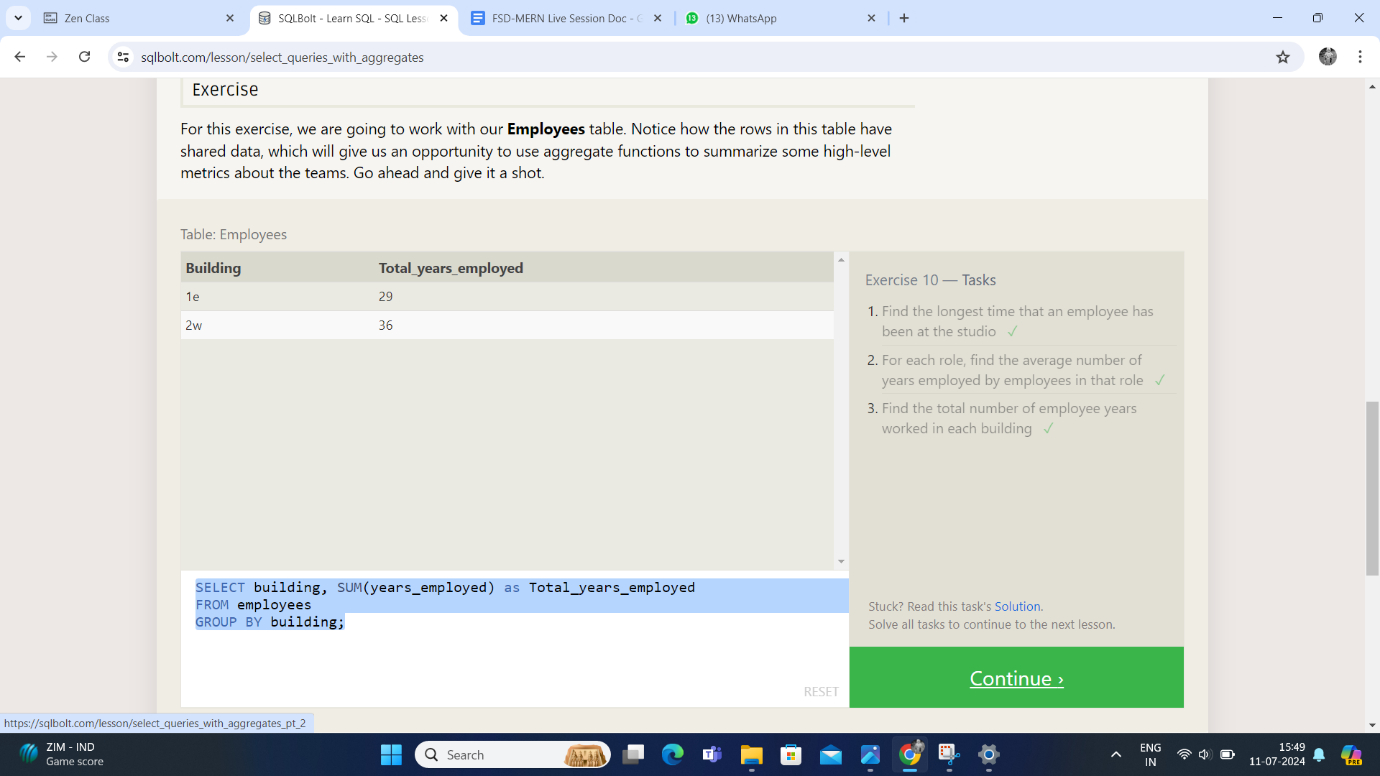 Zen Class
SQLBolt - Learn SQL - SQL Less
FSD-MERN Live Session Doc - G
13
(13) WhatsApp
sqlbolt.com/lesson/select_queries_with_aggregates
Exercise
For this exercise, we are going to work with our Employees table. Notice how the rows in this table have
shared data, which will give us an opportunity to use aggregate functions to summarize some high-level
metrics about the teams. Go ahead and give it a shot.
Table: Employees
Building Total_years_employed
1e 29
2w 36
SELECT building, SUM(years_employed) as Total_years_employed
FROM employees
GROUP BY building;
RESET
Exercise 10 — Tasks
1. Find the longest time that an employee has
been at the studio ✓
2. For each role, find the average number of
years employed by employees in that role ✓
3. Find the total number of employee years
worked in each building ✓
Stuck? Read this task's Solution.
Solve all tasks to continue to the next lesson.
Continue ›
https://sqlbolt.com/lesson/select_queries_with_aggregates_pt_2
ZIM - IND
Game score
Search
ENG
IN
15:49
11-07-2024
PRE